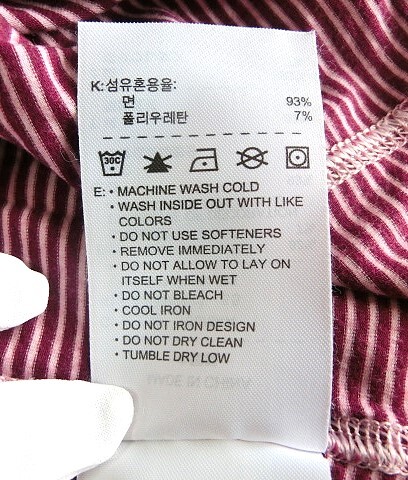 K:섬유혼용율:
면 93%
폴리우레탄 7%
30C
E: • MACHINE WASH COLD
• WASH INSIDE OUT WITH LIKE
COLORS
• DO NOT USE SOFTENERS
• REMOVE IMMEDIATELY
• DO NOT ALLOW TO LAY ON
ITSELF WHEN WET
• DO NOT BLEACH
• COOL IRON
• DO NOT IRON DESIGN
• DO NOT DRY CLEAN
• TUMBLE DRY LOW